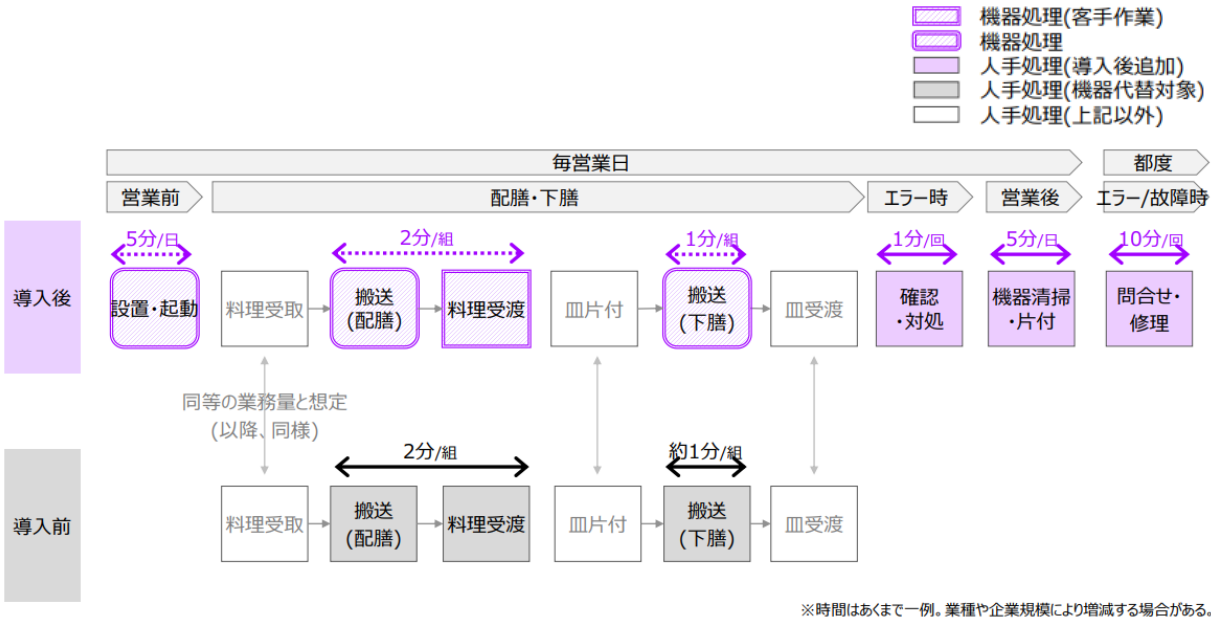 機器処理(客手作業)
機器処理
人手処理(導入後追加)
人手処理(機器代替対象)
人手処理(上記以外)
毎営業日
都度
営業前
配膳・下膳
エラー時
営業後
エラー/故障時
導入後
5分/日
2分/組
1分/組
1分/回
5分/日
10分/回
設置・起動
料理受取
搬送
(配膳)
料理受渡
皿片付
搬送
(下膳)
皿受渡
確認
・対処
機器清掃
・片付
問合せ・
修理
同等の業務量と想定
(以降、同様)
導入前
2分/組
約1分/組
料理受取
搬送
(配膳)
料理受渡
皿片付
搬送
(下膳)
皿受渡
※時間はあくまで一例。業種や企業規模により増減する場合がある。